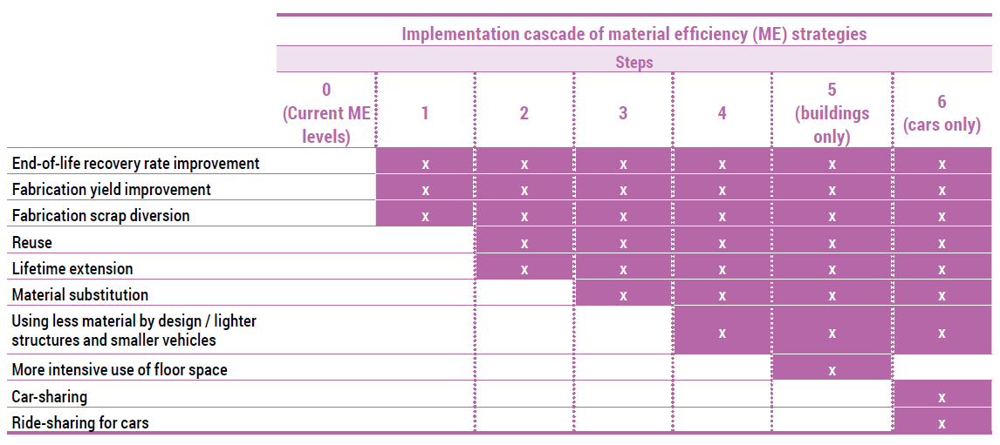 Implementation cascade of material efficiency (ME) strategies
Steps
0
(Current ME
levels)
1
2
3
4
5
(buildings
only)
6
(cars only)
End-of-life recovery rate improvement x x x x x x
Fabrication yield improvement x x x x x x
Fabrication scrap diversion x x x x x x
Reuse x x x x x
Lifetime extension x x x x x
Material substitution x x x x
Using less material by design / lighter
structures and smaller vehicles x x x
More intensive use of floor space x
Car-sharing x
Ride-sharing for cars x